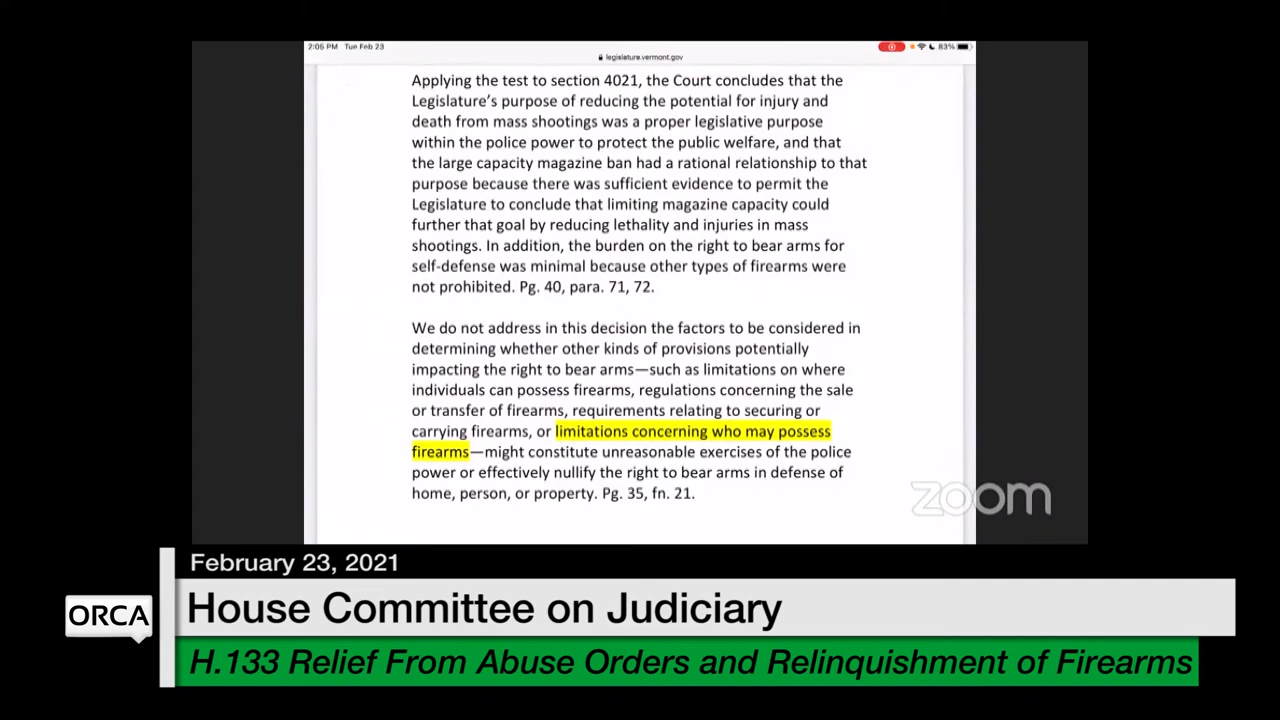 2:05 PM Tue Feb 23
83%
legislature.vermont.gov
Applying the test to section 4021, the Court concludes that the
Legislature’s purpose of reducing the potential for injury and
death from mass shootings was a proper legislative purpose
within the police power to protect the public welfare, and that
the large capacity magazine ban had a rational relationship to that
purpose because there was sufficient evidence to permit the
Legislature to conclude that limiting magazine capacity could
further that goal by reducing lethality and injuries in mass
shootings. In addition, the burden on the right to bear arms for
self-defense was minimal because other types of firearms were
not prohibited. Pg. 40, para. 71, 72.
We do not address in this decision the factors to be considered in
determining whether other kinds of provisions potentially
impacting the right to bear arms—such as limitations on where
individuals can possess firearms, regulations concerning the sale
or transfer of firearms, requirements relating to securing or
carrying firearms, or limitations concerning who may possess
firearms—might constitute unreasonable exercises of the police
power or effectively nullify the right to bear arms in defense of
home, person, or property. Pg. 35, fn. 21.
zoom
February 23, 2021
ORCA
House Committee on Judiciary
H.133 Relief From Abuse Orders and Relinquishment of Firearms